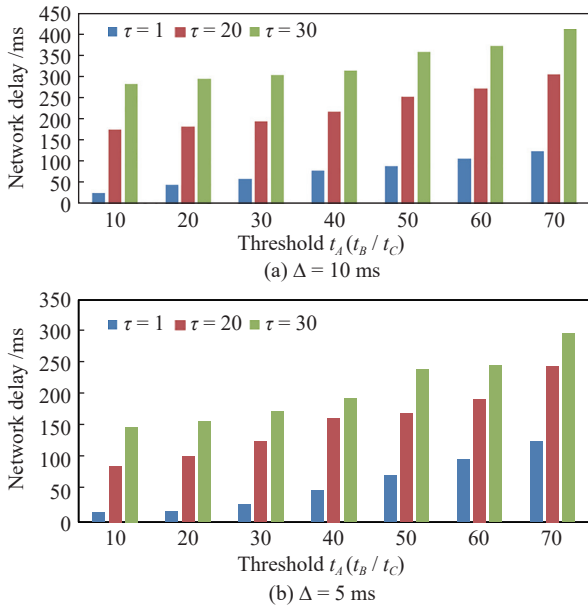 450
400
350
300
250
200
150
100
50
0
Network delay /ms
τ = 1 τ = 20 τ = 30
10 20 30 40 50 60 70
Threshold t_A (t_B / t_C)
(a) Δ = 10 ms
350
300
250
200
150
100
50
0
Network delay /ms
τ = 1 τ = 20 τ = 30
10 20 30 40 50 60 70
Threshold t_A (t_B / t_C)
(b) Δ = 5 ms